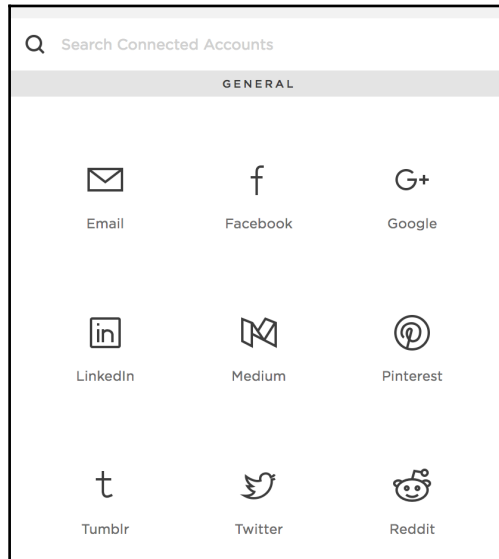 Search Connected Accounts
GENERAL
Email Facebook Google
LinkedIn Medium Pinterest
Tumblr Twitter Reddit